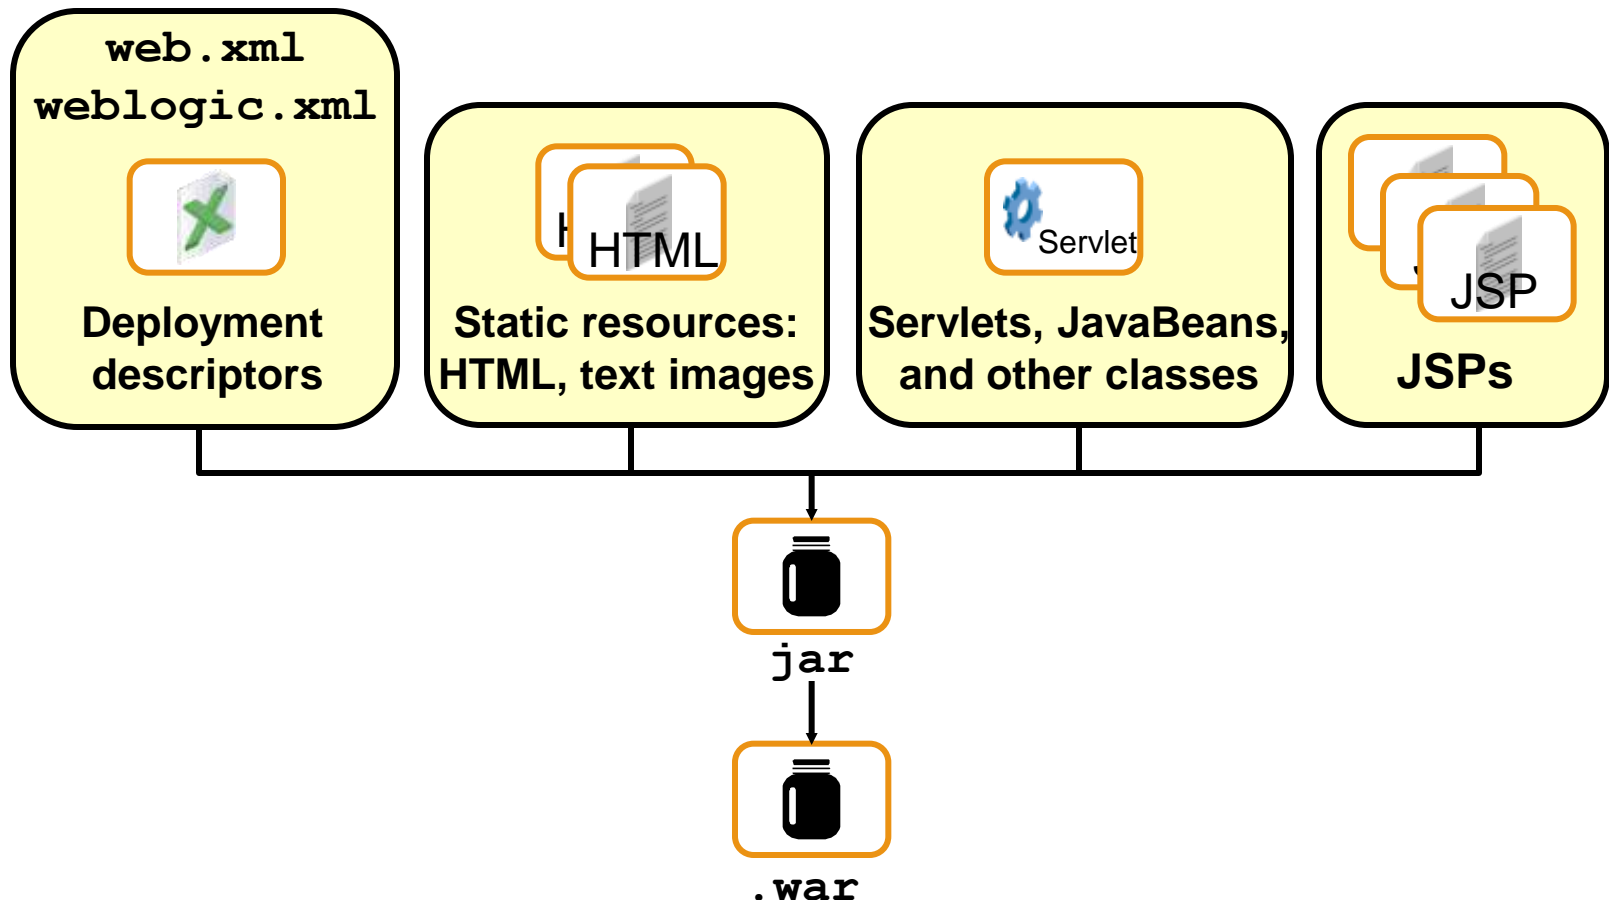 web.xml
weblogic.xml
Deployment
descriptors
H
HTML
Static resources:
HTML, text images
Servlet
Servlets, JavaBeans,
and other classes
JSP
JSPs
jar
.war